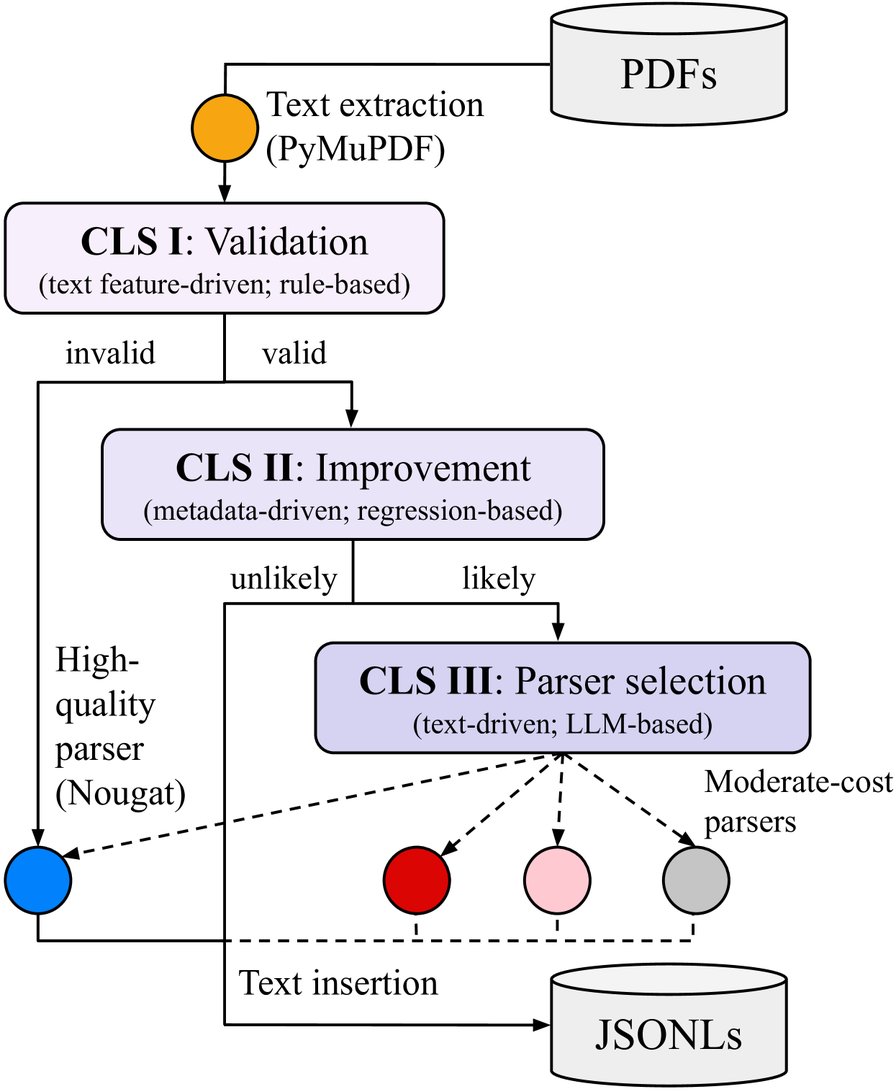 PDFs
Text extraction
(PyMuPDF)
CLS I: Validation
(text feature-driven; rule-based)
invalid
valid
CLS II: Improvement
(metadata-driven; regression-based)
unlikely
likely
High-
quality
parser
(Nougat)
CLS III: Parser selection
(text-driven; LLM-based)
Moderate-cost
parsers
Text insertion
JSONLs